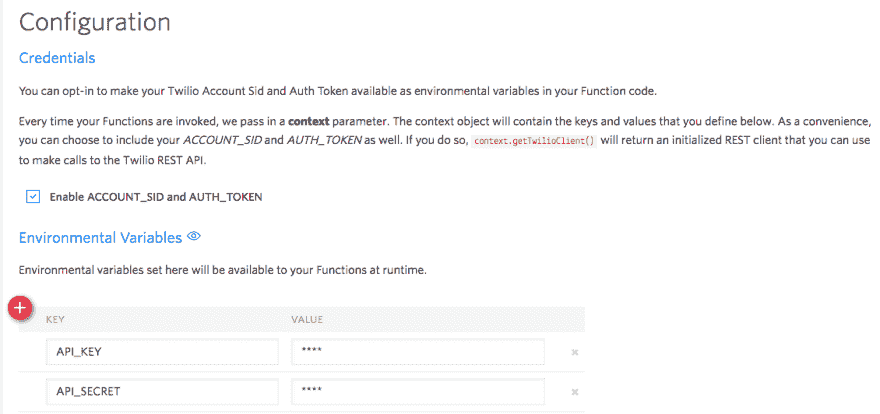 Configuration
Credentials
You can opt-in to make your Twilio Account Sid and Auth Token available as environmental variables in your Function code.
Every time your Functions are invoked, we pass in a context parameter. The context object will contain the keys and values that you define below. As a convenience,
you can choose to include your ACCOUNT_SID and AUTH_TOKEN as well. If you do so, context.getTwilioClient() will return an initialized REST client that you can use
to make calls to the Twilio REST API.
Enable ACCOUNT_SID and AUTH_TOKEN
Environmental Variables
Environmental variables set here will be available to your Functions at runtime.
KEY VALUE
API_KEY ****
API_SECRET ****